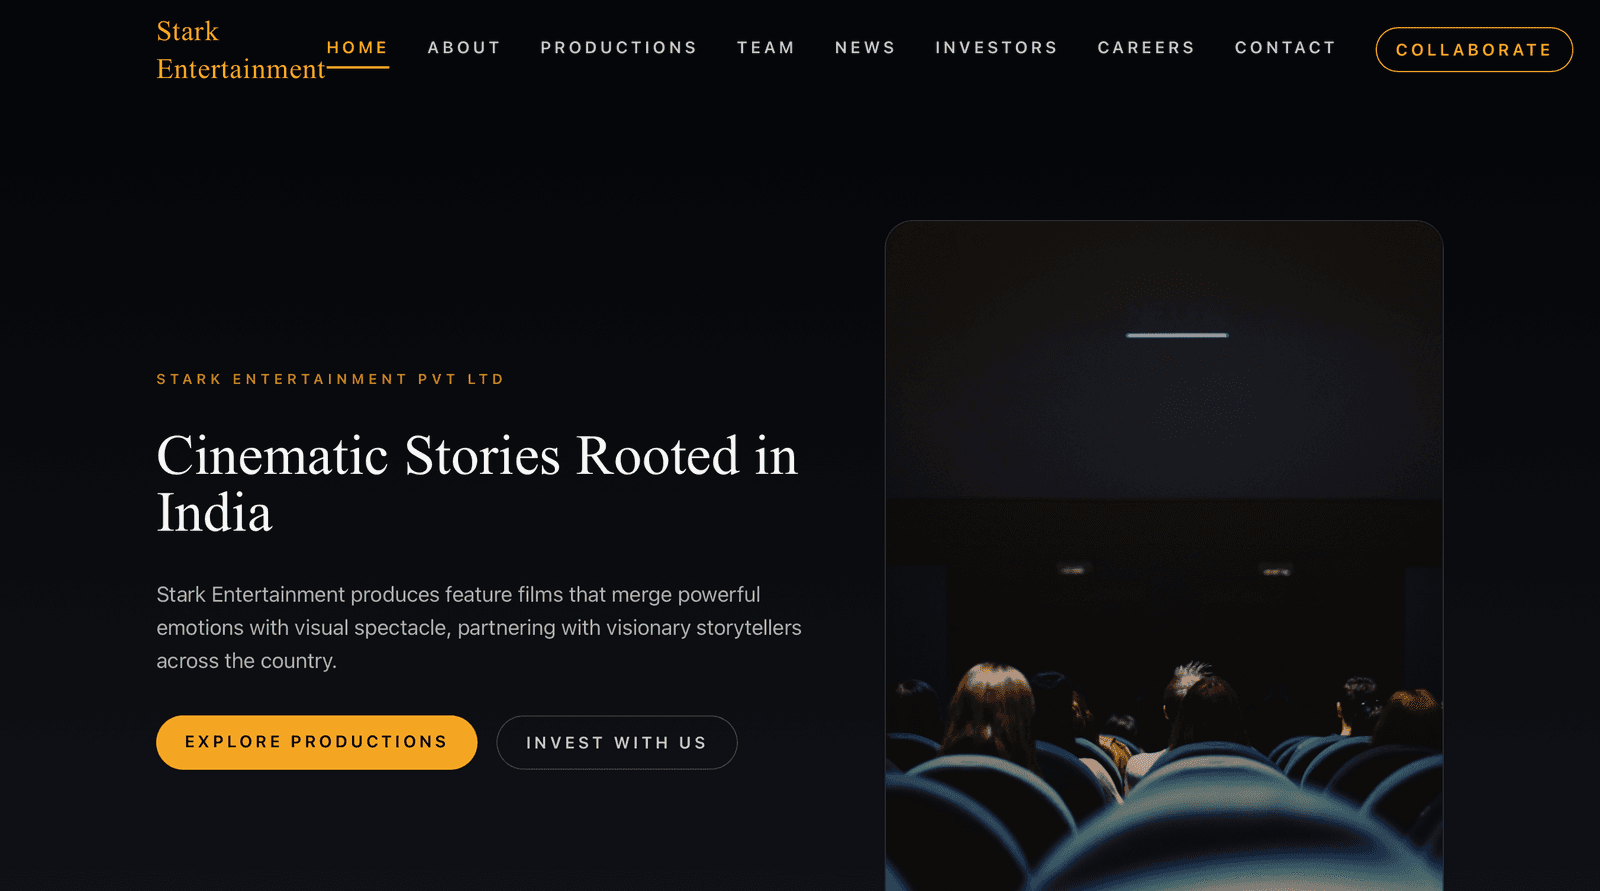 Stark
Entertainment
HOME ABOUT PRODUCTIONS TEAM NEWS INVESTORS CAREERS CONTACT COLLABORATE
STARK ENTERTAINMENT PVT LTD
Cinematic Stories Rooted in
India
Stark Entertainment produces feature films that merge powerful
emotions with visual spectacle, partnering with visionary storytellers
across the country.
EXPLORE PRODUCTIONS INVEST WITH US